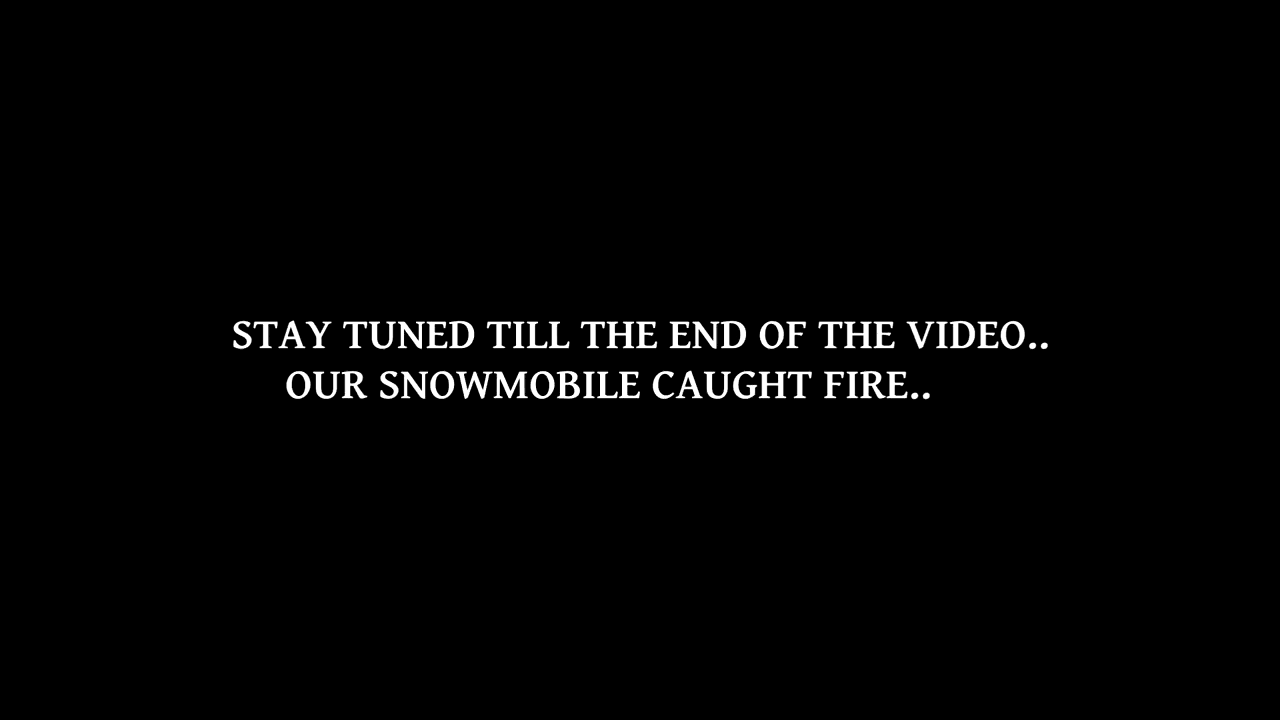 STAY TUNED TILL THE END OF THE VIDEO..
OUR SNOWMOBILE CAUGHT FIRE..